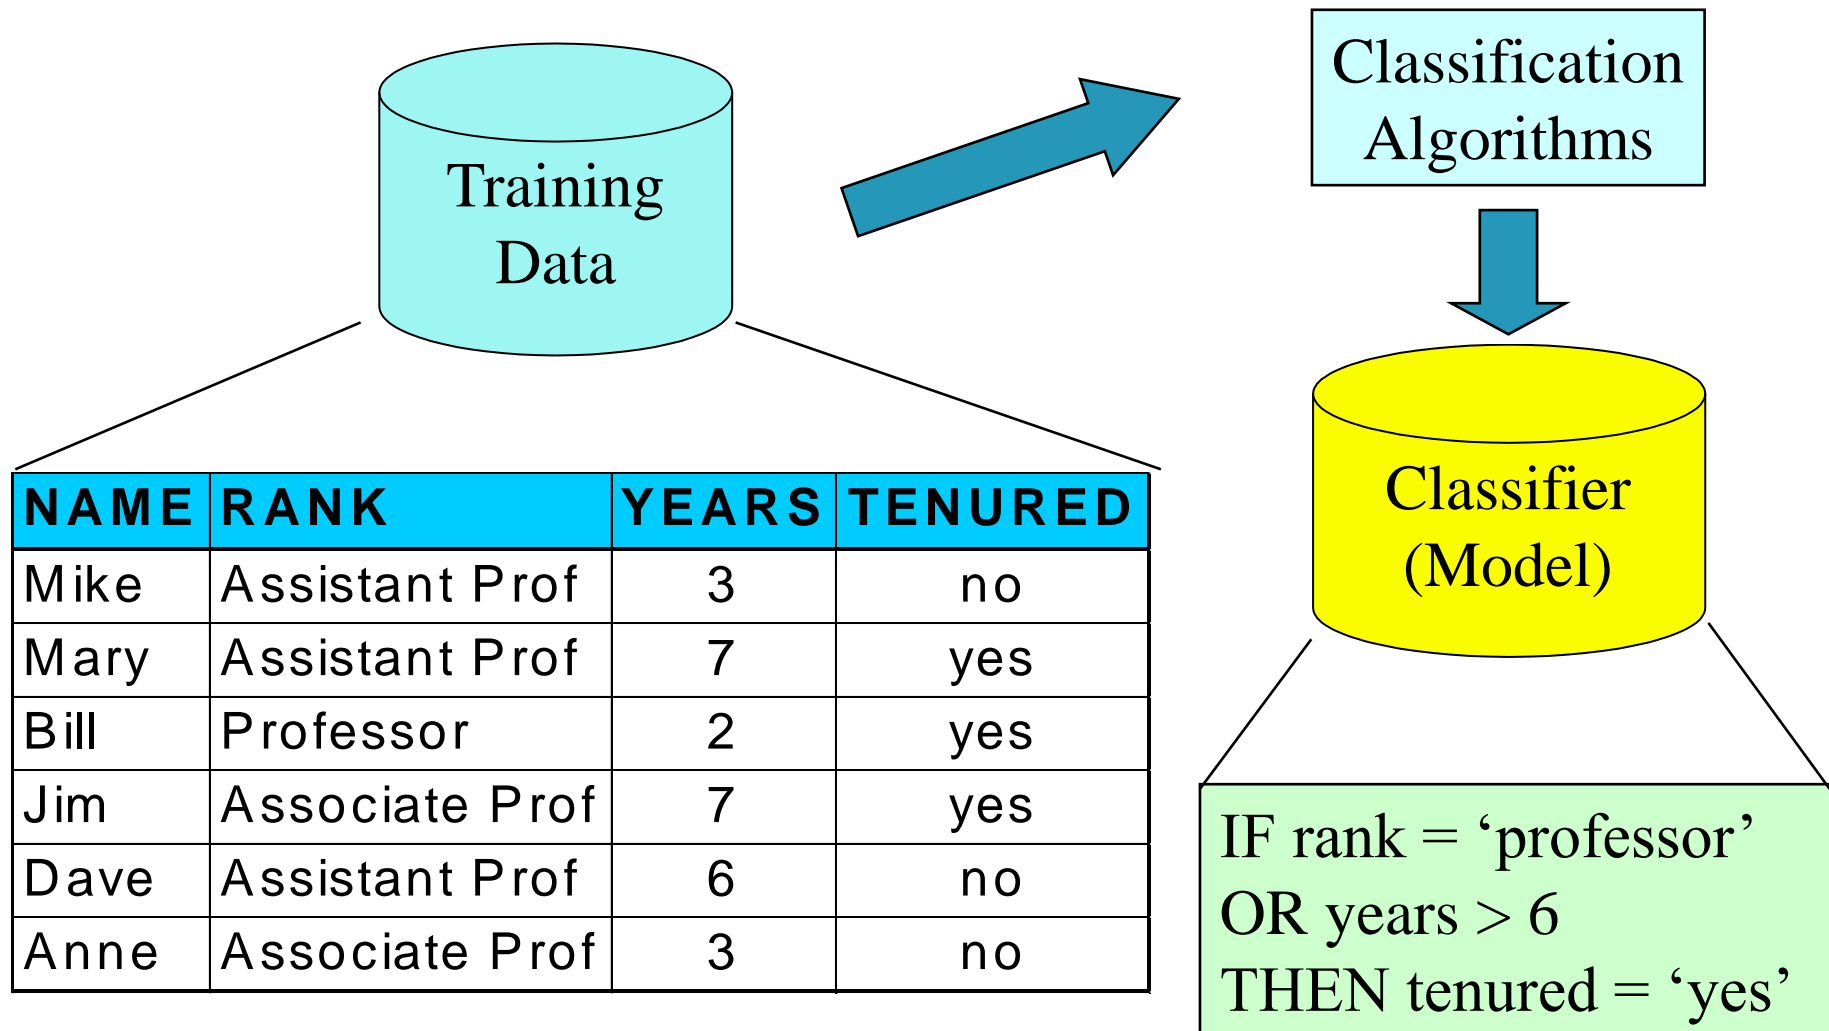 Training
Data
Classification
Algorithms
Classifier
(Model)
NAME RANK YEARS TENURED
Mike Assistant Prof 3 no
Mary Assistant Prof 7 yes
Bill Professor 2 yes
Jim Associate Prof 7 yes
Dave Assistant Prof 6 no
Anne Associate Prof 3 no
IF rank = ‘professor’
OR years > 6
THEN tenured = ‘yes’